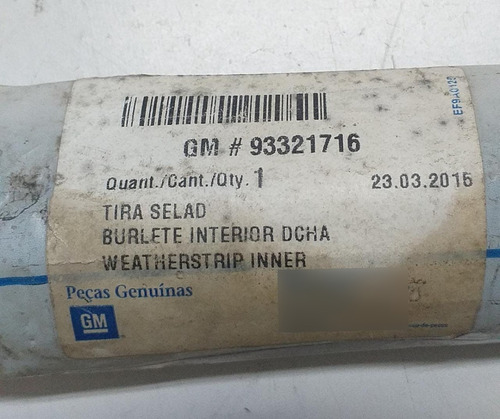 GM # 93321716
Quant./Cant./Qty. 1 23.03.2015
TIRA SELAD
BURLETE INTERIOR DCHA
WEATHERSTRIP INNER
Peças Genuínas
GM